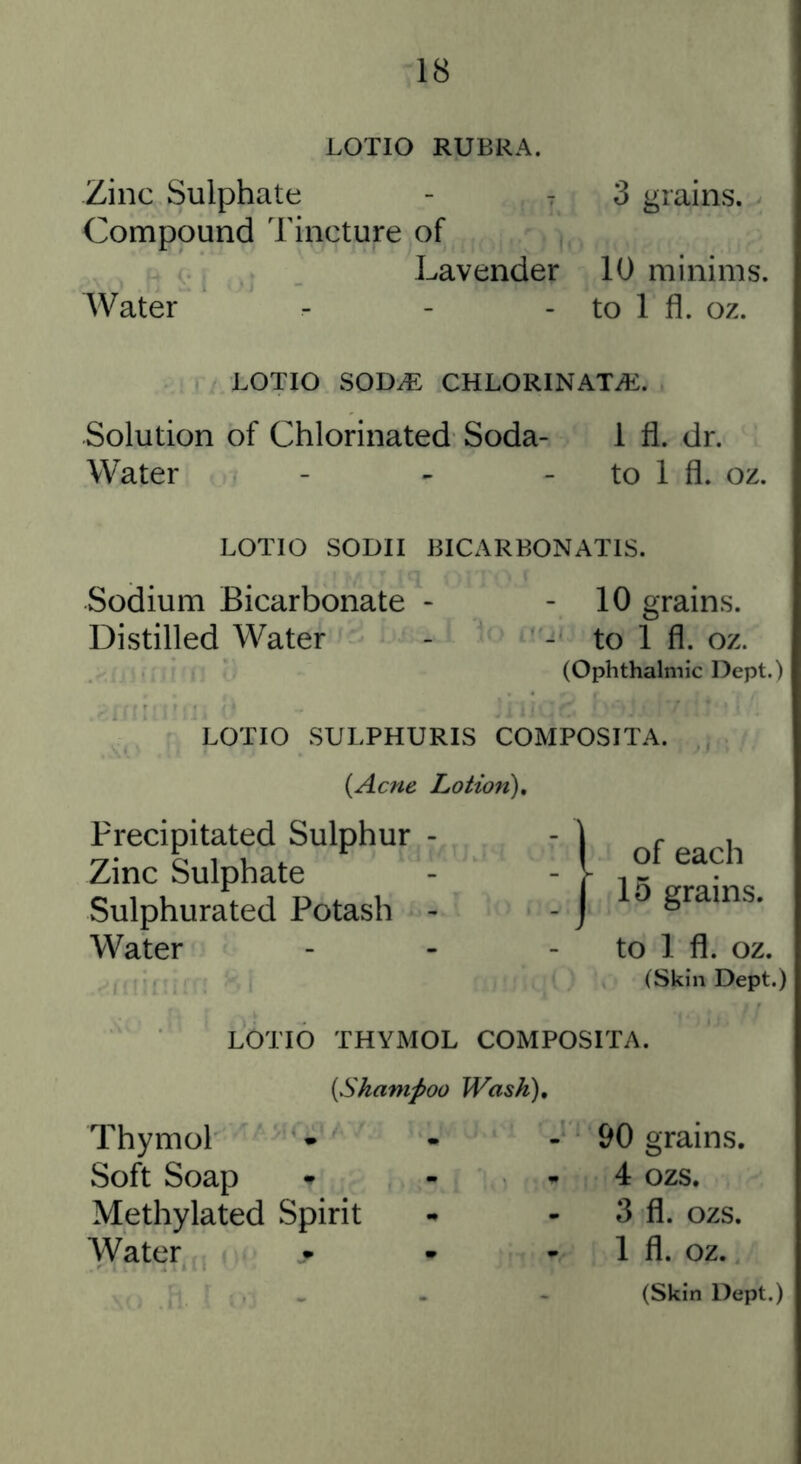 18
LOTIO RUBRA.
Zinc Sulphate - - 3 grains.
Compound Tincture of
Lavender 10 minims.
Water - - - to 1 fl. oz.
LOTIO SODÆ CHLORINATÆ.
Solution of Chlorinated Soda- 1 fl. dr.
Water - - - to 1 fl. oz.
LOTIO SODII BICARBONATIS.
Sodium Bicarbonate - - 10 grains.
Distilled Water - - to 1 fl. oz.
(Ophthalmic Dept.)
LOTIO SULPHURIS COMPOSITA.
(Acne Lotion).
Precipitated Sulphur - - } of each
Zinc Sulphate - - } 15 grains.
Sulphurated Potash - - }
Water - - - to 1 fl. oz.
(Skin Dept.)
LOTIO THYMOL COMPOSITA.
(Shampoo Wash).
Thymol - - - 90 grains.
Soft Soap - - - 4 ozs.
Methylated Spirit - - 3 fl. ozs.
Water - - - 1 fl. oz.
(Skin Dept.)